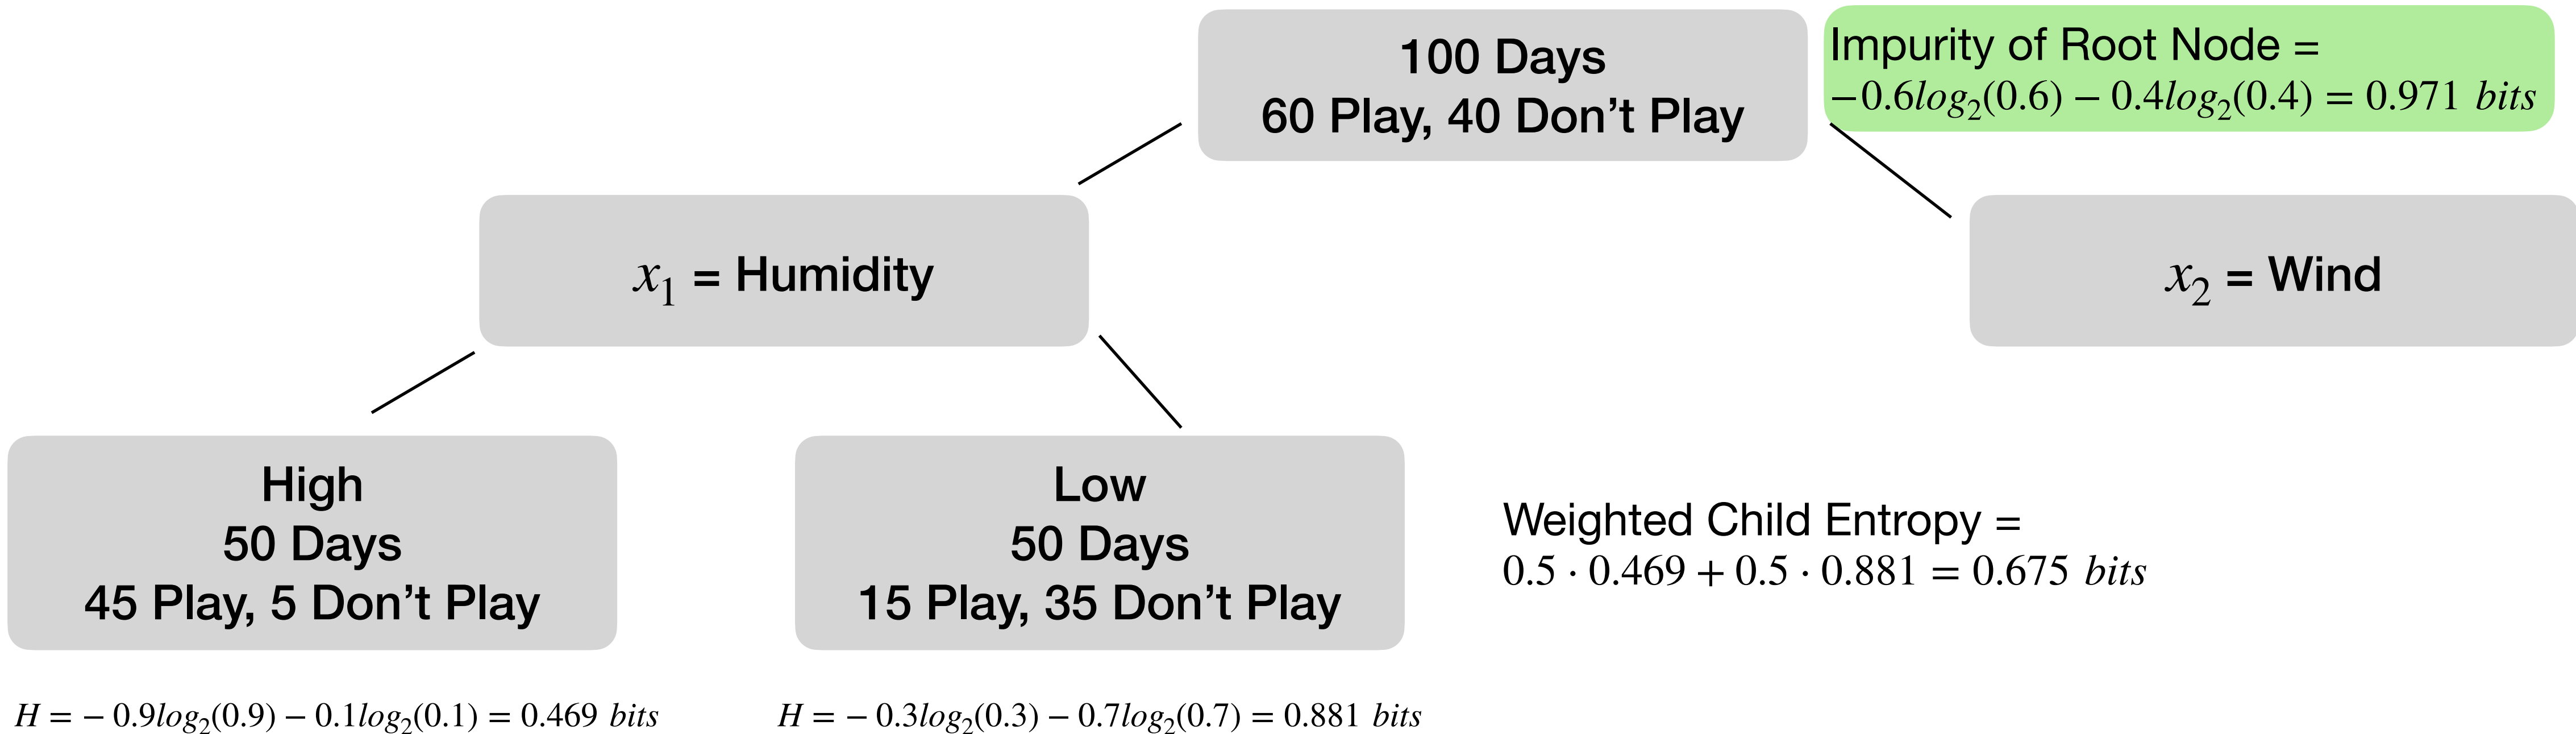 100 Days
60 Play, 40 Don’t Play
Impurity of Root Node =
−0.6log₂(0.6) − 0.4log₂(0.4) = 0.971 bits
x₁ = Humidity
x₂ = Wind
High
50 Days
45 Play, 5 Don’t Play
Low
50 Days
15 Play, 35 Don’t Play
Weighted Child Entropy =
0.5 · 0.469 + 0.5 · 0.881 = 0.675 bits
H = − 0.9log₂(0.9) − 0.1log₂(0.1) = 0.469 bits
H = − 0.3log₂(0.3) − 0.7log₂(0.7) = 0.881 bits